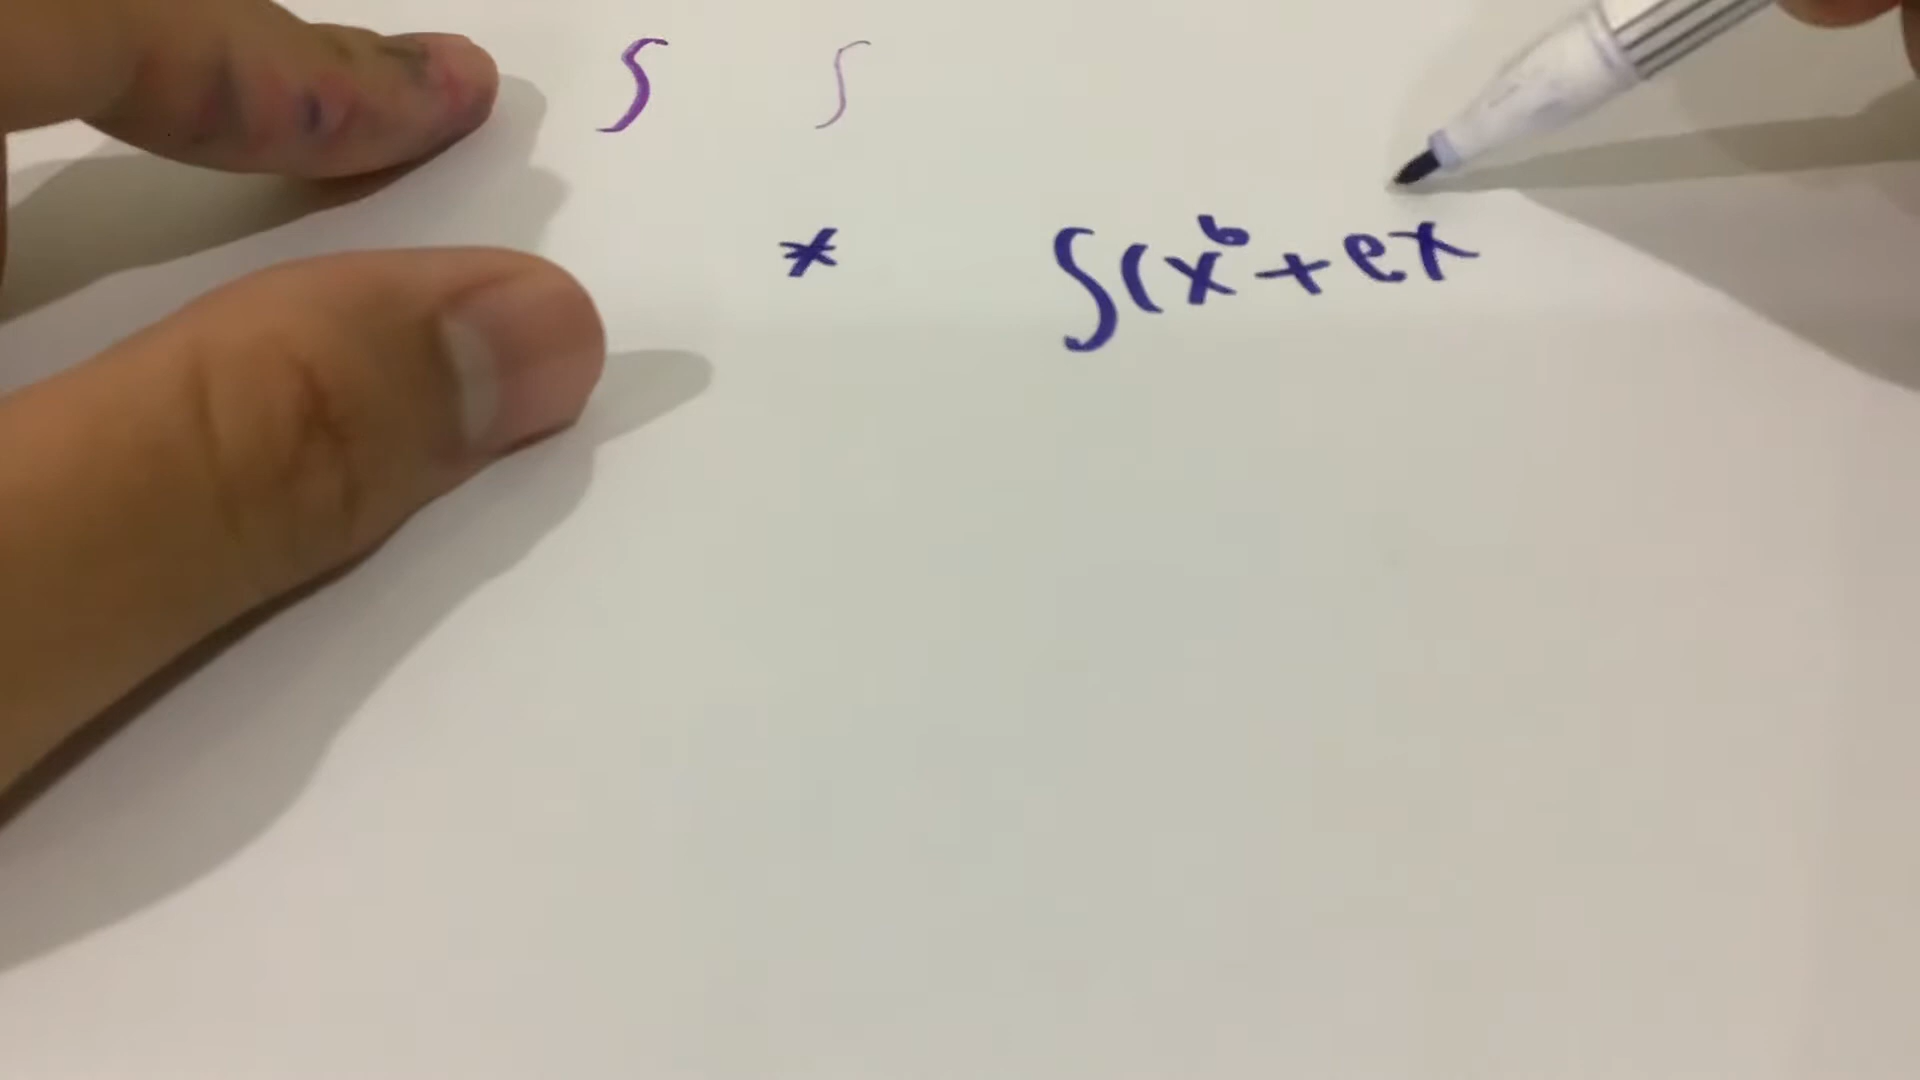 ∫ ∫
* ∫(x⁶+ex